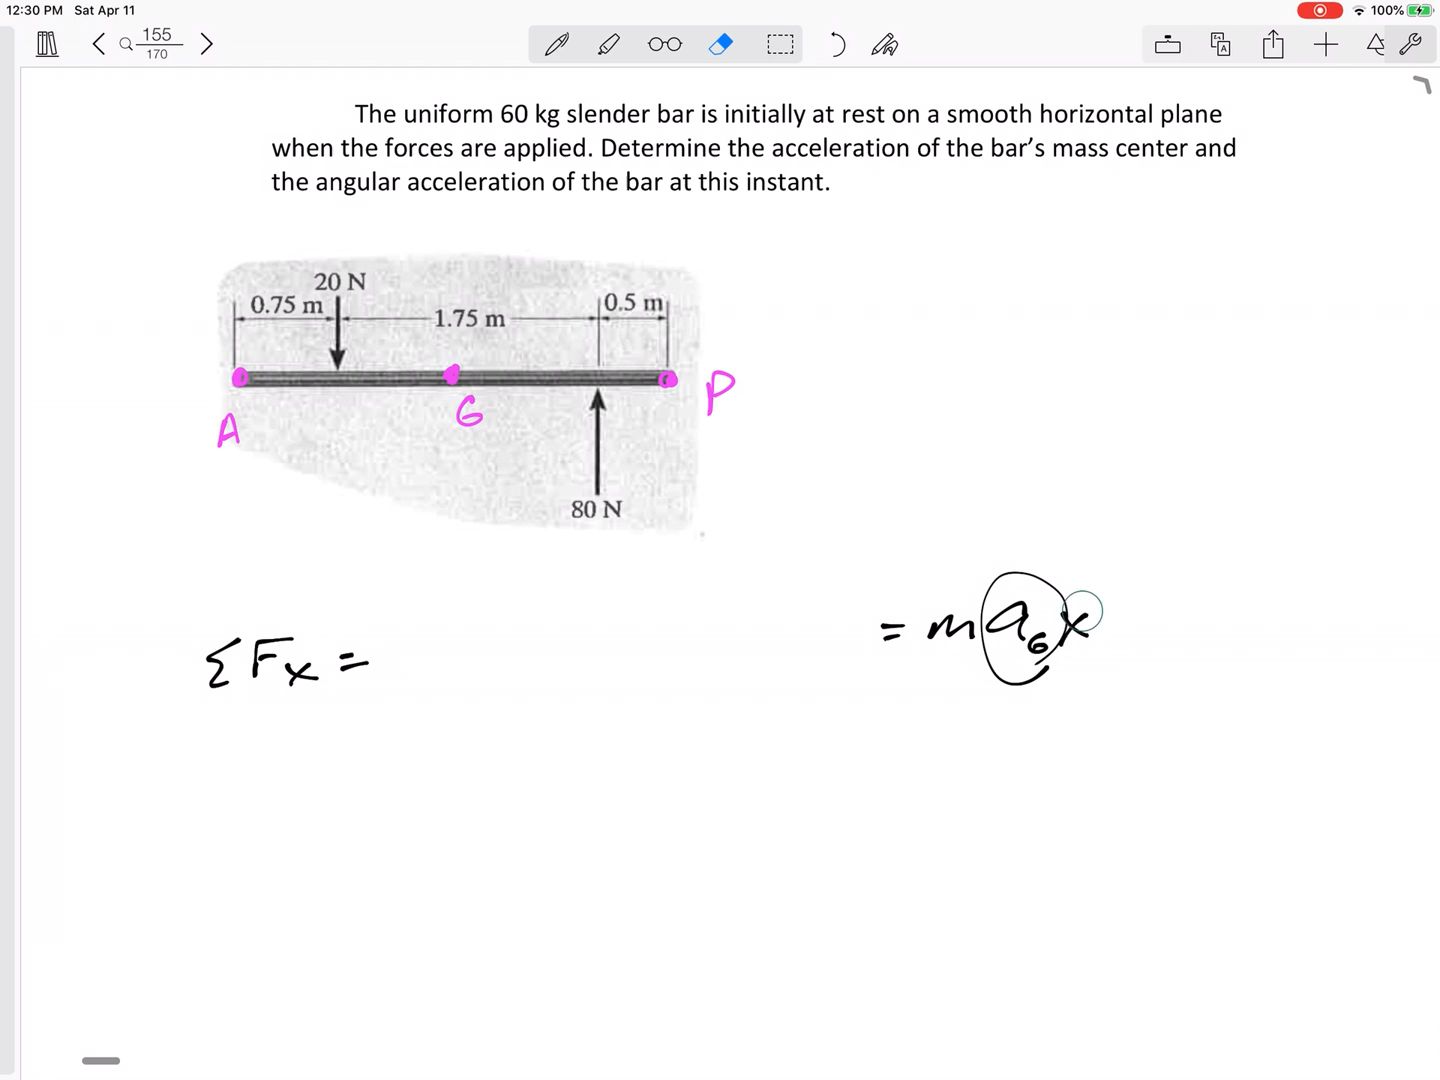 12:30 PM Sat Apr 11
100%
155
170
The uniform 60 kg slender bar is initially at rest on a smooth horizontal plane
when the forces are applied. Determine the acceleration of the bar’s mass center and
the angular acceleration of the bar at this instant.
20 N
0.75 m
1.75 m
0.5 m
A
G
P
80 N
ΣFx =
= m aGx